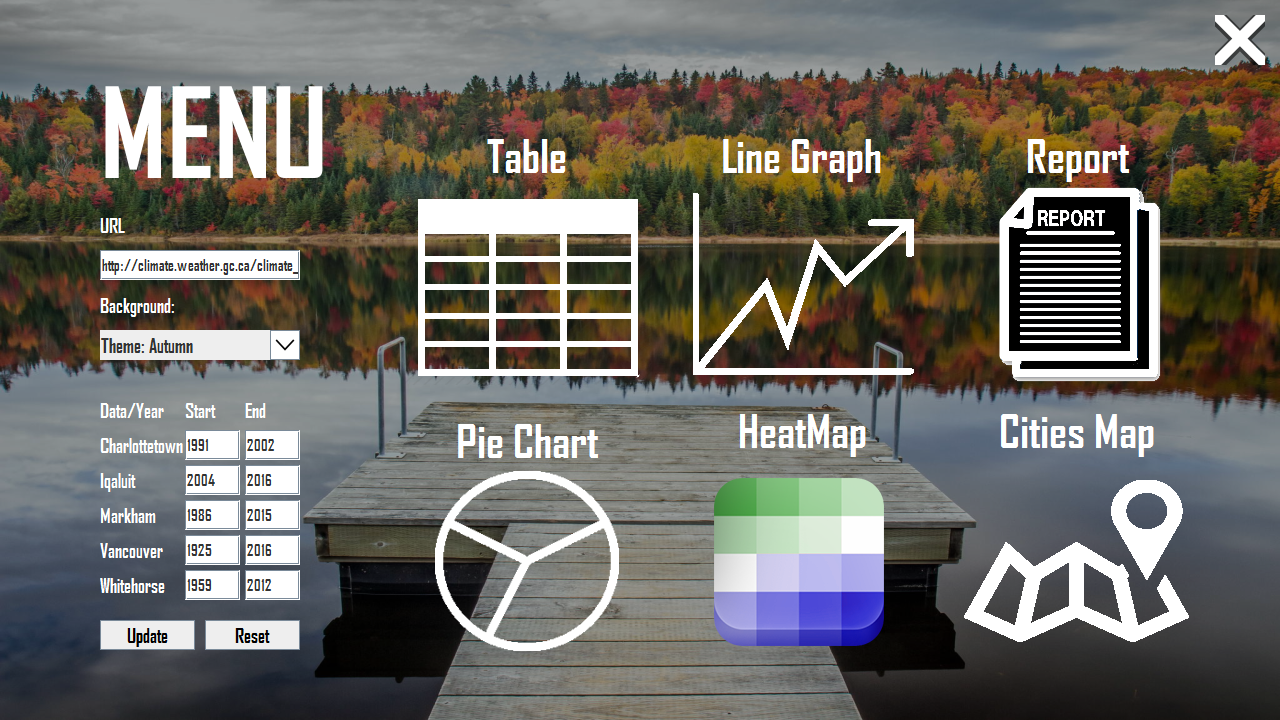 MENU
URL
http://climate.weather.gc.ca/climate_
Background:
Theme: Autumn
Data/Year Start End
Charlottetown 1991 2002
Iqaluit 2004 2016
Markham 1986 2015
Vancouver 1925 2016
Whitehorse 1959 2012
Update Reset
Table
Line Graph
Report
REPORT
Pie Chart
HeatMap
Cities Map